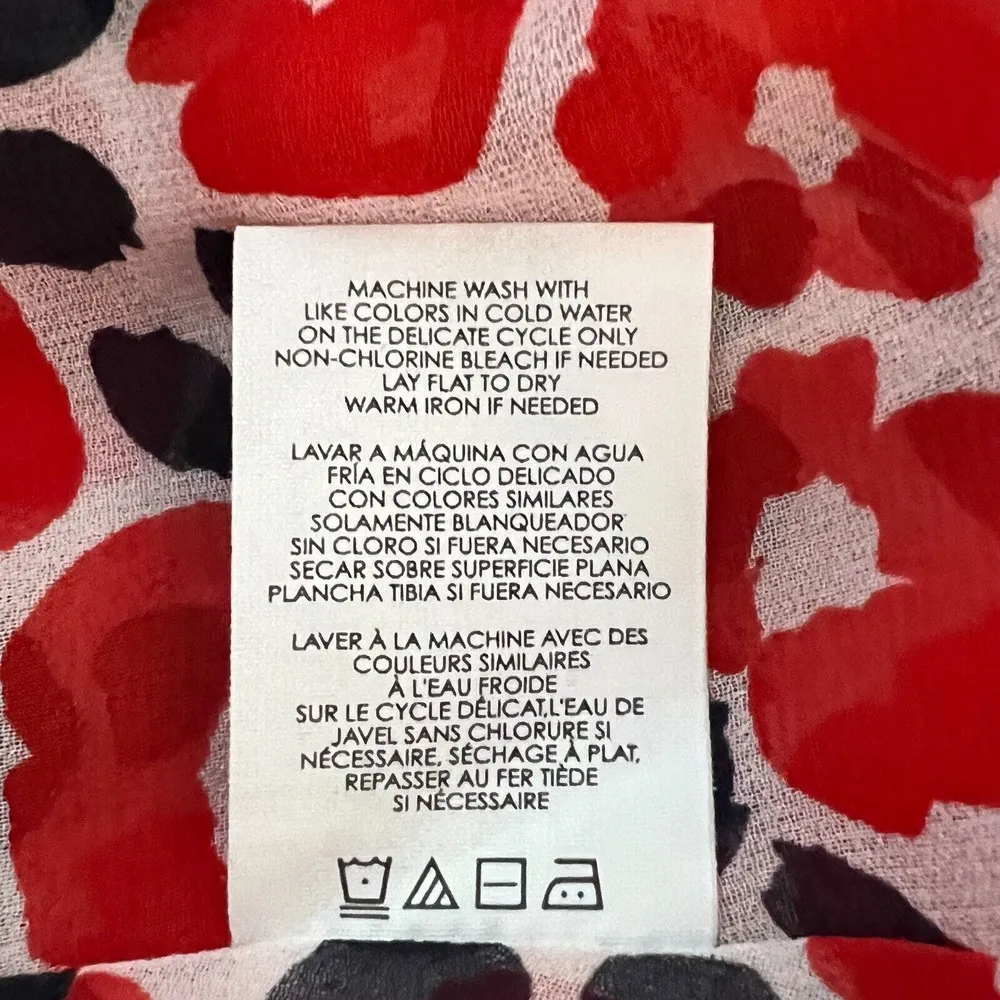 MACHINE WASH WITH
LIKE COLORS IN COLD WATER
ON THE DELICATE CYCLE ONLY
NON-CHLORINE BLEACH IF NEEDED
LAY FLAT TO DRY
WARM IRON IF NEEDED
LAVAR A MÁQUINA CON AGUA
FRÍA EN CICLO DELICADO
CON COLORES SIMILARES
SOLAMENTE BLANQUEADOR
SIN CLORO SI FUERA NECESARIO
SECAR SOBRE SUPERFICIE PLANA
PLANCHA TIBIA SI FUERA NECESARIO
LAVER À LA MACHINE AVEC DES
COULEURS SIMILAIRES
À L'EAU FROIDE
SUR LE CYCLE DÉLICAT,L'EAU DE
JAVEL SANS CHLORURE SI
NÉCESSAIRE, SÉCHAGE À PLAT,
REPASSER AU FER TIÈDE
SI NÉCESSAIRE